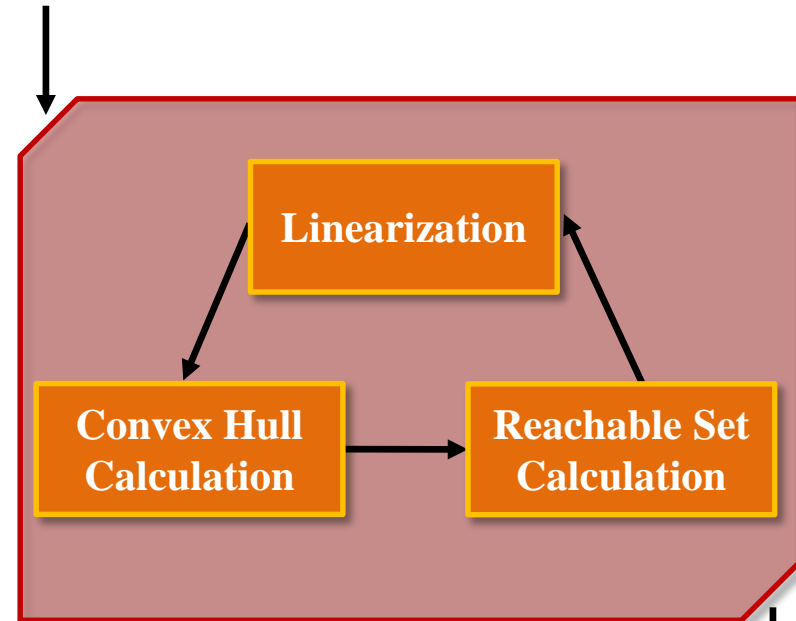 Linearization
Convex Hull
Calculation
Reachable Set
Calculation